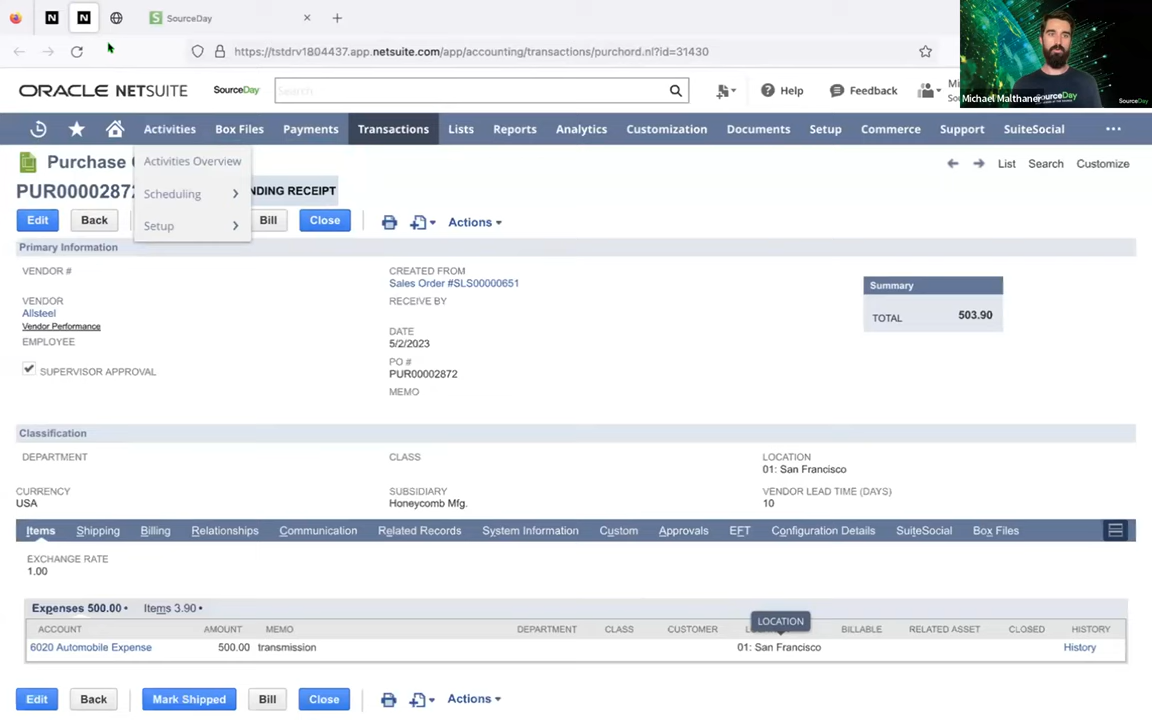 SourceDay
https://tstdrv1804437.app.netsuite.com/app/accounting/transactions/purchord.nl?id=31430
Michael Malthaner
SourceDay
SourceDay
ORACLE NETSUITE
SourceDay
Search
Help
Feedback
Activities Box Files Payments Transactions Lists Reports Analytics Customization Documents Setup Commerce Support SuiteSocial
Purchase
Activities Overview
List Search Customize
PUR00002872
Scheduling
NDING RECEIPT
Edit Back
Setup
Bill Close
Actions
Primary Information
VENDOR #
VENDOR
Allsteel
Vendor Performance
EMPLOYEE
SUPERVISOR APPROVAL
CREATED FROM
Sales Order #SLS00000651
RECEIVE BY
DATE
5/2/2023
PO #
PUR00002872
MEMO
Summary
TOTAL 503.90
Classification
DEPARTMENT
CLASS
LOCATION
01: San Francisco
CURRENCY
USA
SUBSIDIARY
Honeycomb Mfg.
VENDOR LEAD TIME (DAYS)
10
Items Shipping Billing Relationships Communication Related Records System Information Custom Approvals EFT Configuration Details SuiteSocial Box Files
EXCHANGE RATE
1.00
Expenses 500.00 • Items 3.90 •
LOCATION
ACCOUNT AMOUNT MEMO DEPARTMENT CLASS CUSTOMER BILLABLE RELATED ASSET CLOSED HISTORY
6020 Automobile Expense 500.00 transmission 01: San Francisco History
Edit Back Mark Shipped Bill Close Actions